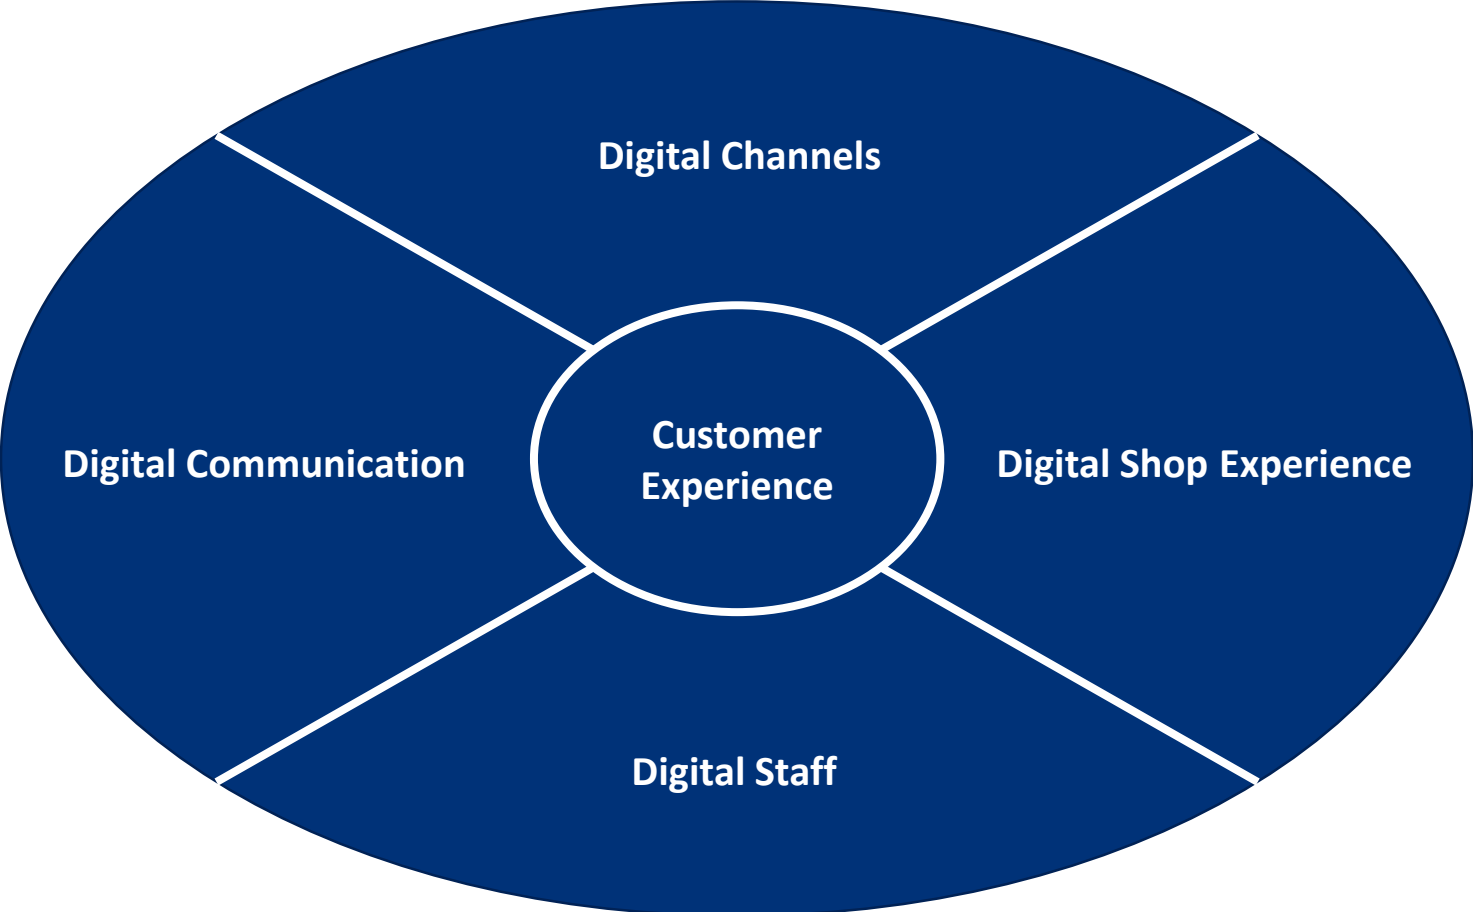 Digital Channels
Digital Communication
Customer
Experience
Digital Shop Experience
Digital Staff